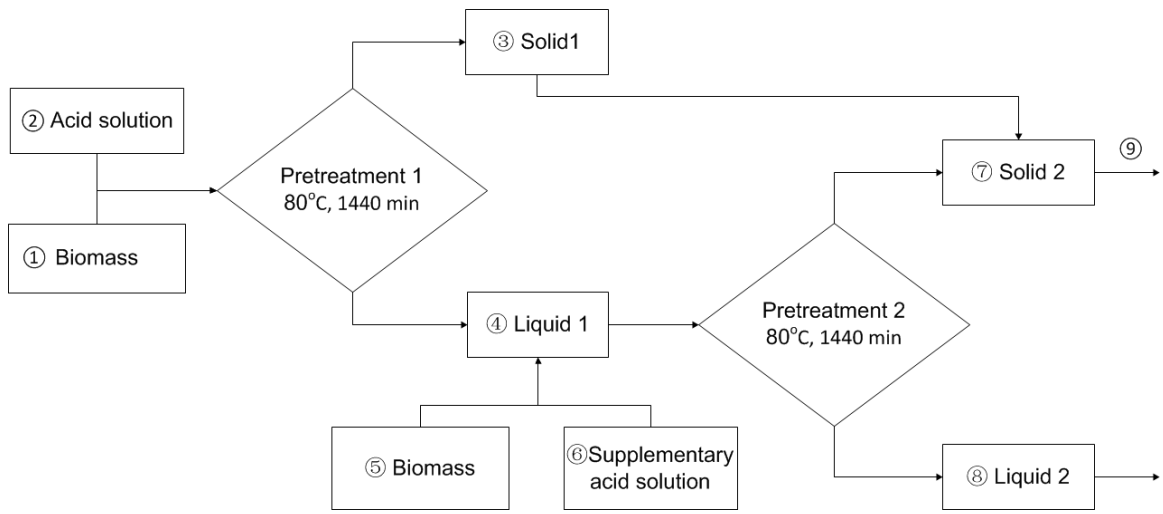 ③ Solid1
② Acid solution
Pretreatment 1
80°C, 1440 min
① Biomass
⑦ Solid 2
⑨
④ Liquid 1
Pretreatment 2
80°C, 1440 min
⑤ Biomass
⑥Supplementary
acid solution
⑧ Liquid 2